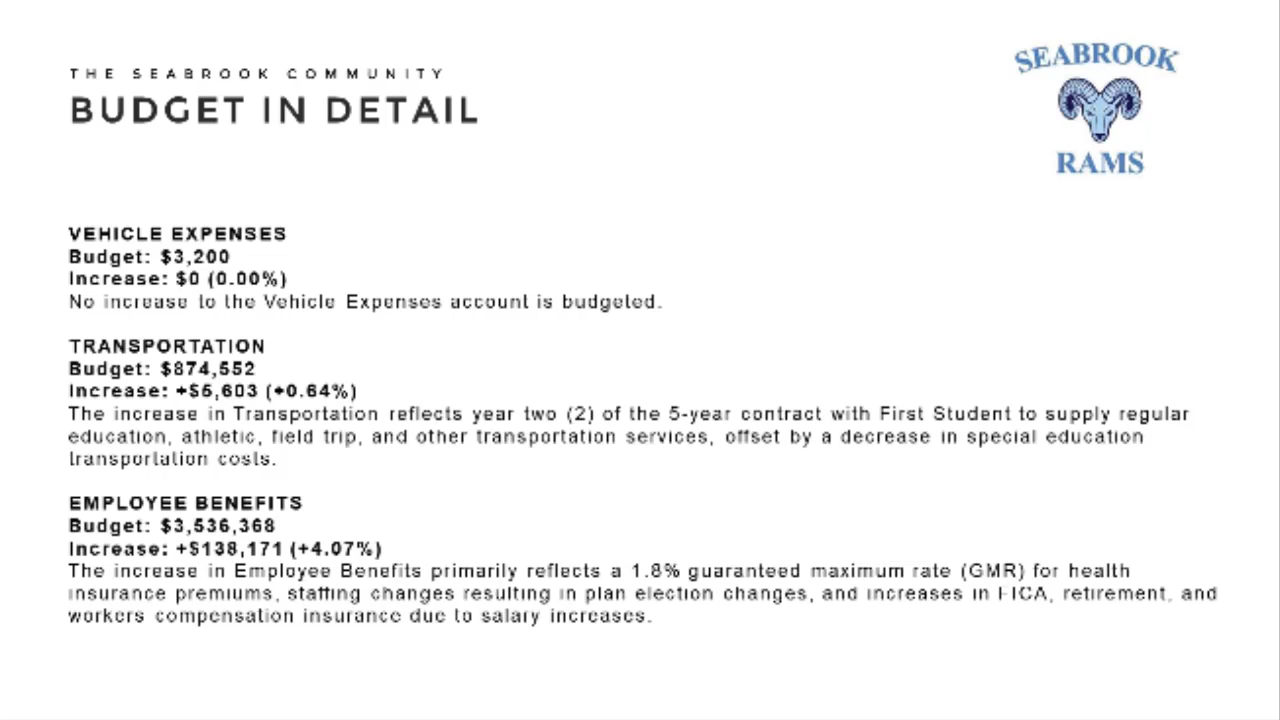 THE SEABROOK COMMUNITY
BUDGET IN DETAIL
SEABROOK
RAMS
VEHICLE EXPENSES
Budget: $3,200
Increase: $0 (0.00%)
No increase to the Vehicle Expenses account is budgeted.
TRANSPORTATION
Budget: $874,552
Increase: +$5,603 (+0.64%)
The increase in Transportation reflects year two (2) of the 5-year contract with First Student to supply regular
education, athletic, field trip, and other transportation services, offset by a decrease in special education
transportation costs.
EMPLOYEE BENEFITS
Budget: $3,536,368
Increase: +$138,171 (+4.07%)
The increase in Employee Benefits primarily reflects a 1.8% guaranteed maximum rate (GMR) for health
insurance premiums, staffing changes resulting in plan election changes, and increases in FICA, retirement, and
workers compensation insurance due to salary increases.